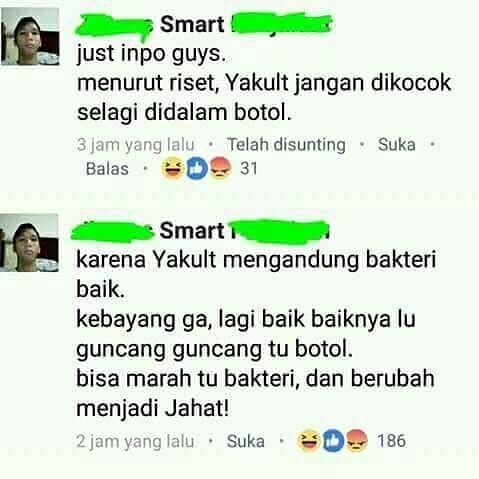 Smart
just inpo guys.
menurut riset, Yakult jangan dikocok
selagi didalam botol.
3 jam yang lalu · Telah disunting · Suka ·
Balas · 31
Smart
karena Yakult mengandung bakteri
baik.
kebayang ga, lagi baik baiknya lu
guncang guncang tu botol.
bisa marah tu bakteri, dan berubah
menjadi Jahat!
2 jam yang lalu · Suka · 186